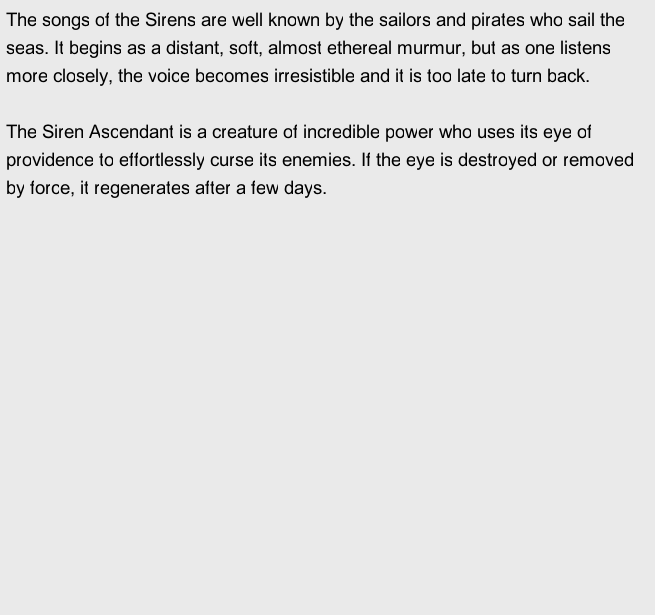 The songs of the Sirens are well known by the sailors and pirates who sail the
seas. It begins as a distant, soft, almost ethereal murmur, but as one listens
more closely, the voice becomes irresistible and it is too late to turn back.

The Siren Ascendant is a creature of incredible power who uses its eye of
providence to effortlessly curse its enemies. If the eye is destroyed or removed
by force, it regenerates after a few days.